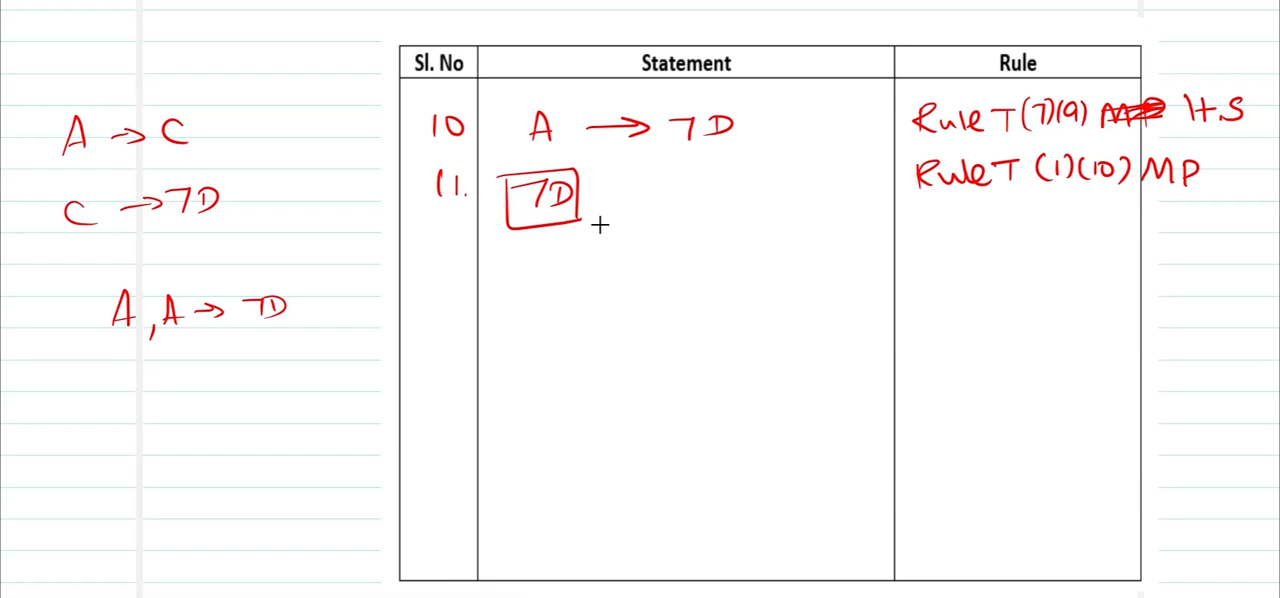 Sl. No Statement Rule
10 A → ¬D Rule T (7)(9) H.S
11. ¬D Rule T (1)(10) MP
A → C
C → ¬D
A, A → ¬D